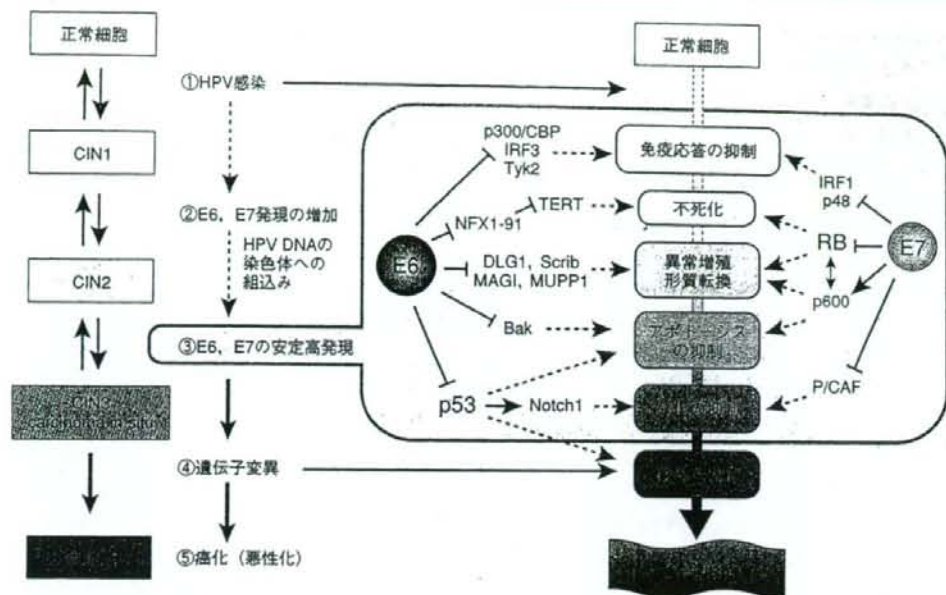 正常細胞
CIN1
CIN2
CIN3
carcinoma in situ
①HPV感染
②E6，E7発現の増加
HPV DNAの
染色体への
組込み
③E6，E7の安定高発現
④遺伝子変異
⑤癌化（悪性化）
正常細胞
p300/CBP
IRF3
Tyk2
免疫応答の抑制
IRF1
p48
NFX1-91
TERT
不死化
E6
E7
RB
DLG1，Scrib
MAGI，MUPP1
異常増殖
形質転換
p600
Bak
アポトーシス
の抑制
p53
Notch1
P/CAF